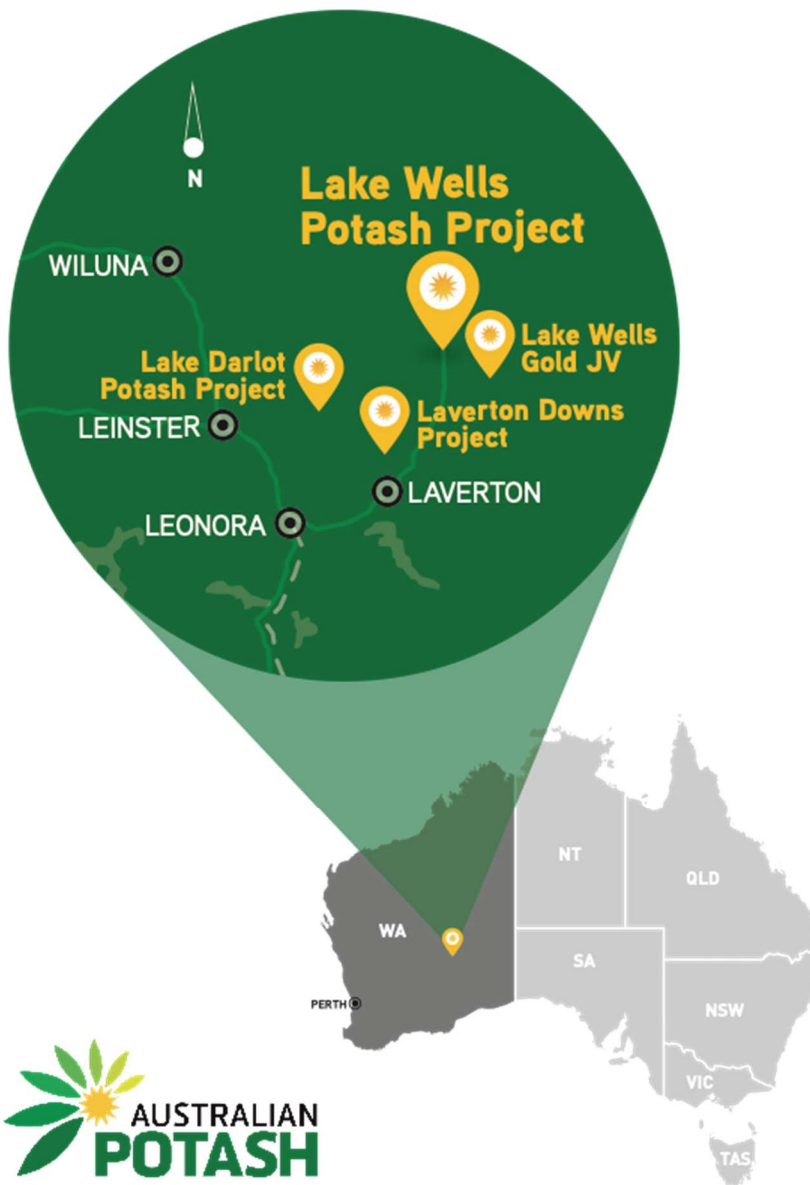 N
Lake Wells
Potash Project
WILUNA
Lake Wells
Gold JV
Lake Darlot
Potash Project
Laverton Downs
Project
LEINSTER
LAVERTON
LEONORA
NT
QLD
WA
SA
PERTH
NSW
VIC
TAS
AUSTRALIAN
POTASH